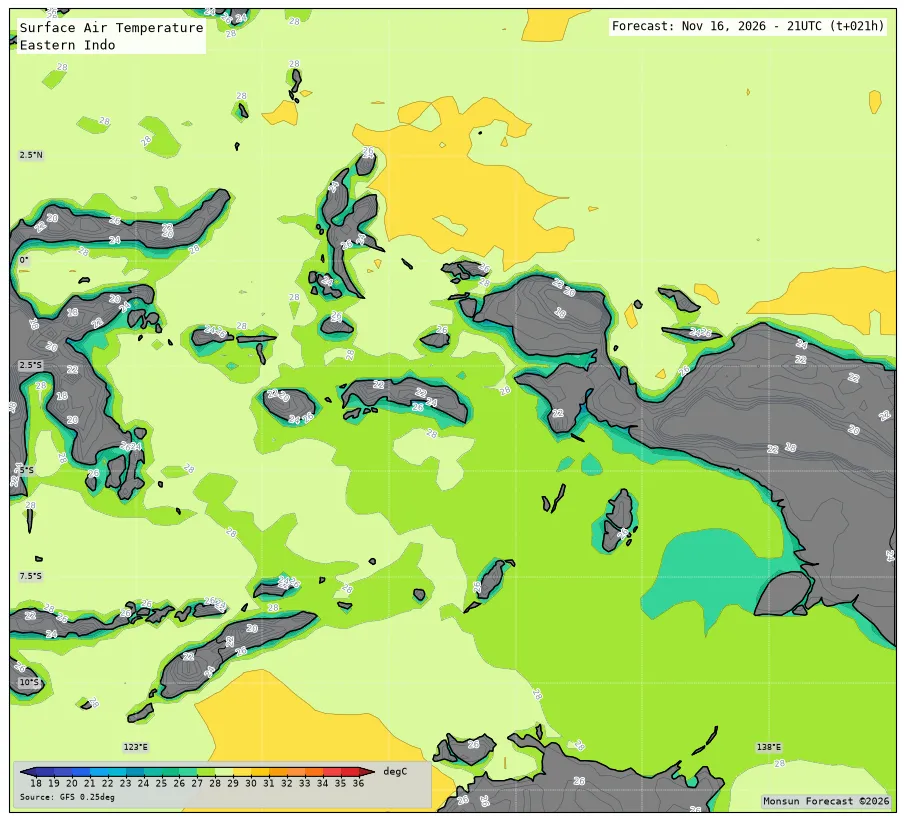 Surface Air Temperature
Eastern Indo
Forecast: Nov 16, 2026 - 21UTC (t+021h)
2.5°N
0°
2.5°S
5°S
7.5°S
10°S
123°E
138°E
degC
18 19 20 21 22 23 24 25 26 27 28 29 30 31 32 33 34 35 36
Source: GFS 0.25deg
Monsun Forecast ©2026